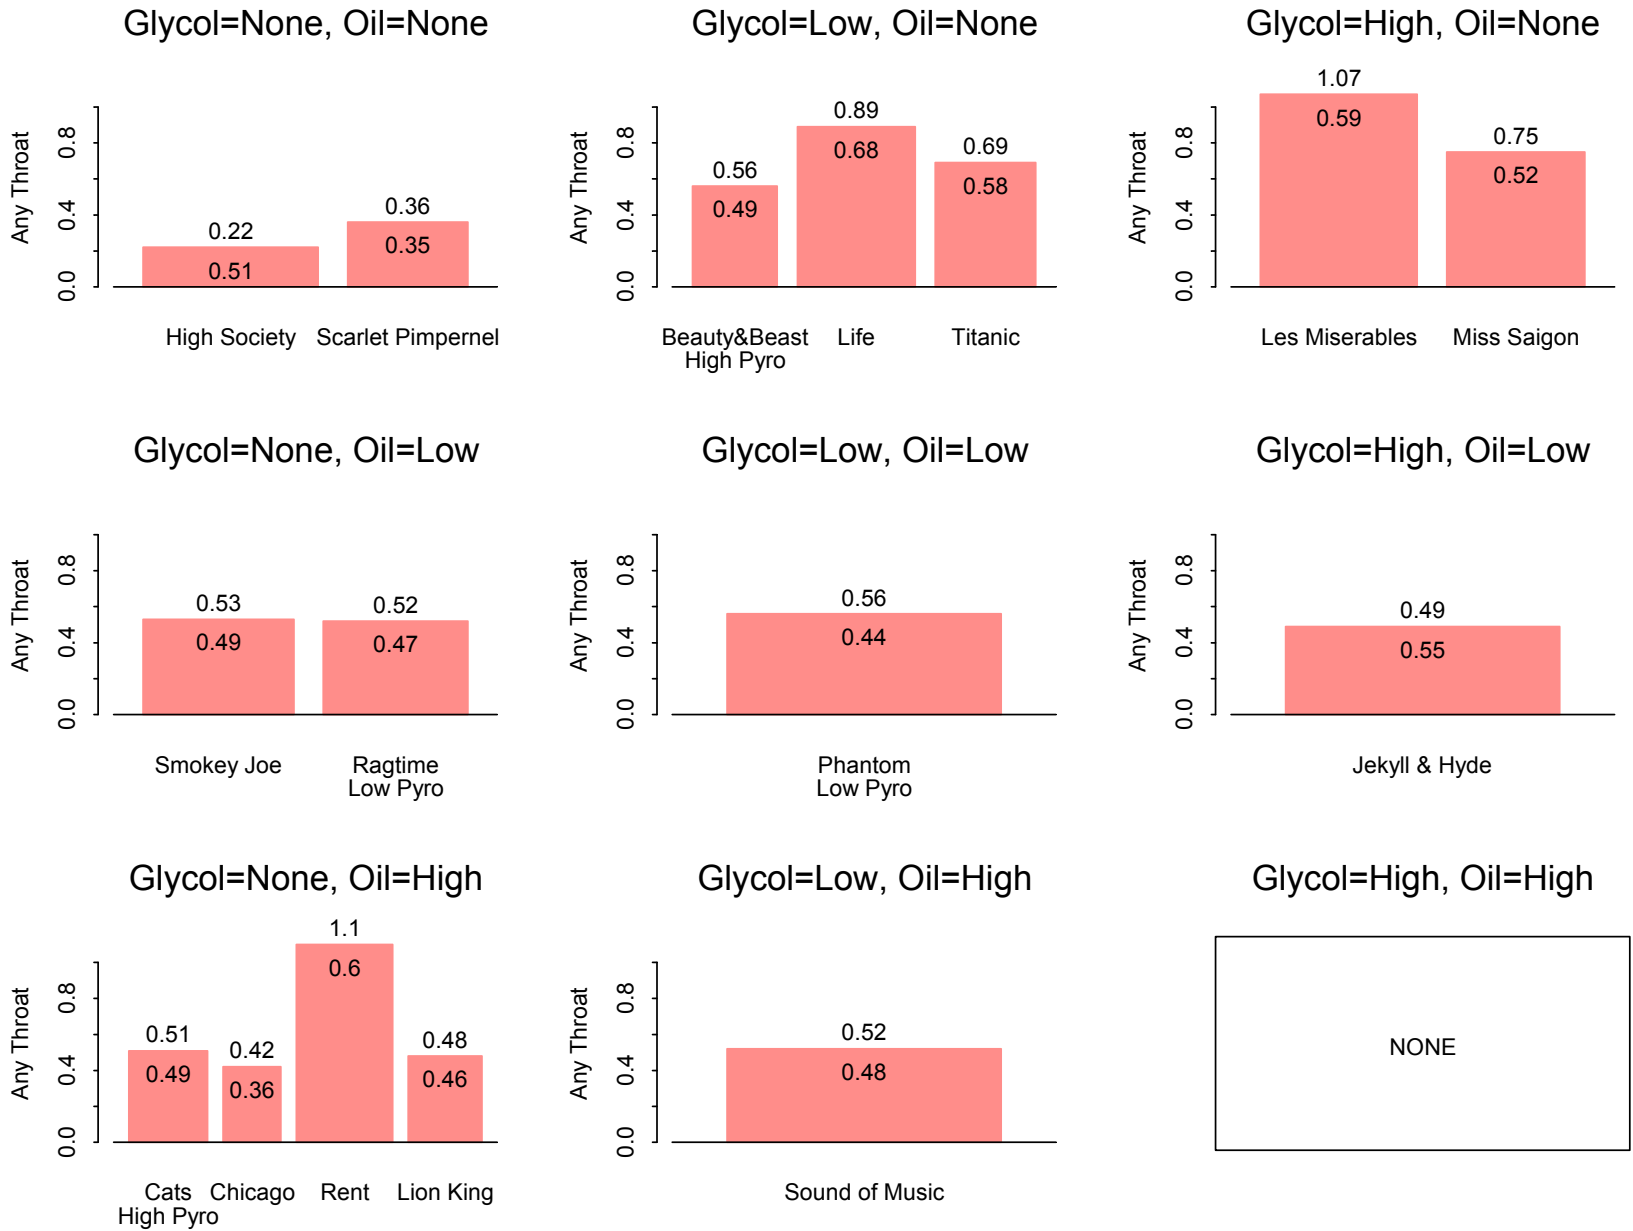 Glycol=None, Oil=None
Any Throat
0.0 0.4 0.8
0.22 0.36
0.51 0.35
High Society Scarlet Pimpernel
Glycol=Low, Oil=None
Any Throat
0.0 0.4 0.8
0.56 0.89 0.69
0.49 0.68 0.58
Beauty&Beast Life Titanic
High Pyro
Glycol=High, Oil=None
Any Throat
0.0 0.4 0.8
1.07 0.75
0.59 0.52
Les Miserables Miss Saigon
Glycol=None, Oil=Low
Any Throat
0.0 0.4 0.8
0.53 0.52
0.49 0.47
Smokey Joe Ragtime
Low Pyro
Glycol=Low, Oil=Low
Any Throat
0.0 0.4 0.8
0.56
0.44
Phantom
Low Pyro
Glycol=High, Oil=Low
Any Throat
0.0 0.4 0.8
0.49
0.55
Jekyll & Hyde
Glycol=None, Oil=High
Any Throat
0.0 0.4 0.8
0.51 0.42 1.1 0.48
0.49 0.36 0.6 0.46
Cats Chicago Rent Lion King
High Pyro
Glycol=Low, Oil=High
Any Throat
0.0 0.4 0.8
0.52
0.48
Sound of Music
Glycol=High, Oil=High
NONE